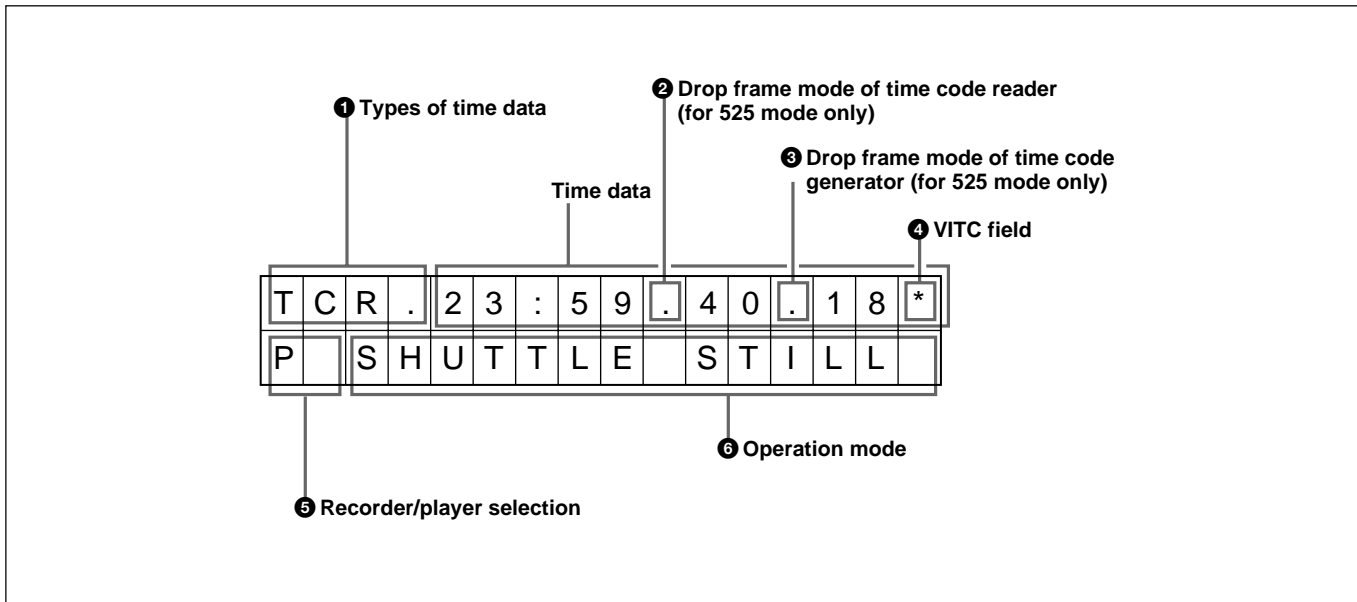 ❷ Drop frame mode of time code reader
(for 525 mode only)
❶ Types of time data
❸ Drop frame mode of time code
generator (for 525 mode only)
Time data
❹ VITC field
TCR.23:59.40.18*
P SHUTTLE STILL
❻ Operation mode
❺ Recorder/player selection